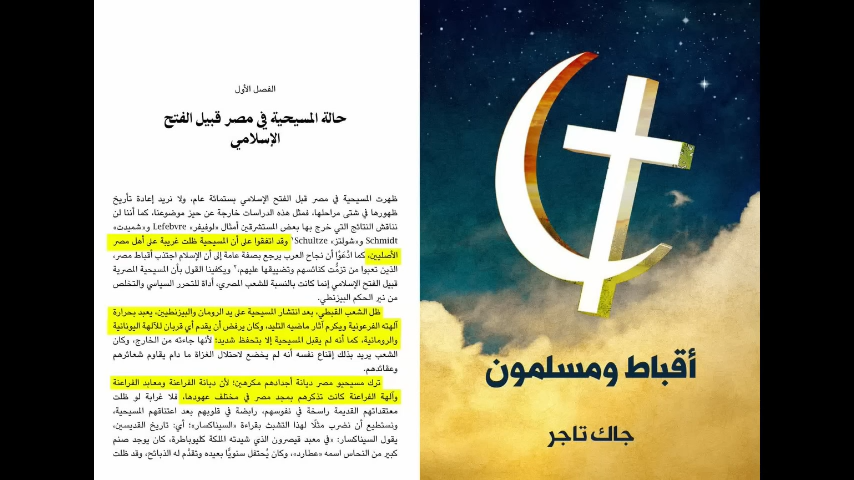 الفصل الأول
حالة المسيحية في مصر قبيل الفتح
الإسلامي
ظهرت المسيحية في مصر قبل الفتح الإسلامي بستمائة عام، ولا نريد إعادة تأريخ
ظهورها في شتى مراحلها، فمثل هذه الدراسات خارجة عن حيز موضوعنا، كما أننا لن
نناقش النتائج التي خرج بها بعض المستشرقين أمثال «لوفيفر» Lefebvre و«شميدت»
Schmidt و«شولتز» Schultze ١ وقد اتفقوا على أن المسيحية ظلت غريبة على أهل مصر
الأصليين، كما ادَّعَوْا أن نجاح العرب يرجع بصفة عامة إلى أن الإسلام اجتذب أقباط مصر،
الذين تعبوا من تزمُّت كنائسهم وتضييقها عليهم،٢ ويكفينا القول بأن المسيحية المصرية
قبيل الفتح الإسلامي إنما كانت بالنسبة للشعب المصري، أداة للتحرر السياسي والتخلص
من نير الحكم البيزنطي.
ظل الشعب القبطي، بعد انتشار المسيحية على يد الرومان والبيزنطيين، يعبد بحرارة
آلهته الفرعونية ويكرم آثار ماضيه التليد، وكان يرفض أن يقدم أي قربان للآلهة اليونانية
والرومانية، كما أنه لم يقبل المسيحية إلا بتحفظ شديد؛ لأنها جاءته من الخارج، وكان
الشعب يريد بذلك إقناع نفسه أنه لم يخضع لاحتلال الغزاة ما دام يقاوم شعائرهم
وعقائدهم.
ترك مسيحيو مصر ديانة أجدادهم مكرهين؛ لأن ديانة الفراعنة ومعابد الفراعنة
وآلهة الفراعنة كانت تذكرهم بمجد مصر في مختلف عهودها، فلا غرابة لو ظلت
معتقداتهم القديمة راسخة في نفوسهم، رابضة في قلوبهم بعد اعتناقهم المسيحية،
ونستطيع أن نضرب مثلًا لهذا التشبث بقراءة «السيناكسار»؛ أي: تاريخ القديسين،
يقول السيناكسار: «في معبد قيصرون الذي شيدته الملكة كليوباطرة، كان يوجد صنم
كبير من النحاس اسمه «عطارد»، وكان يُحتفل سنويًّا بعيده وتقدَّم له الذبائح، وقد ظلت
أقباط ومسلمون
جاك تاجر